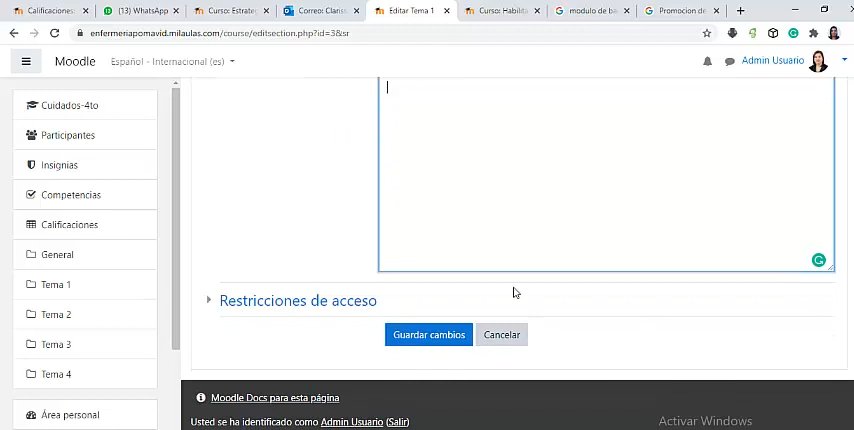 Calificaciones:
(13) WhatsApp
Curso: Estrateg
Correo: Clariss
Editar Tema 1
Curso: Habilita
modulo de ba
Promocion de
enfermeriapomavid.milaulas.com/course/editsection.php?id=3&sr
Moodle
Español - Internacional (es)
Admin Usuario
Cuidados-4to
Participantes
Insignias
Competencias
Calificaciones
General
Tema 1
Tema 2
Tema 3
Tema 4
Área personal
Restricciones de acceso
Guardar cambios
Cancelar
Moodle Docs para esta página
Usted se ha identificado como Admin Usuario (Salir)
Activar Windows